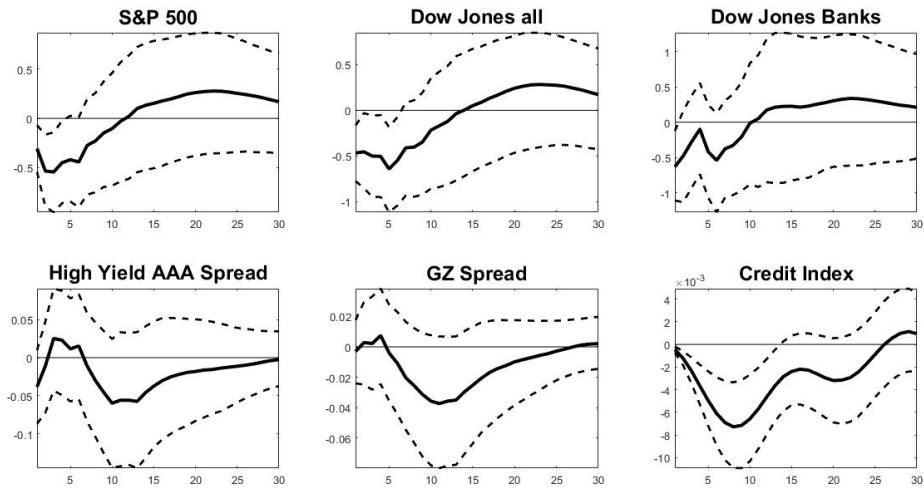 S&P 500
0.5
0
-0.5
5 10 15 20 25 30
Dow Jones all
0.5
0
-0.5
-1
5 10 15 20 25 30
Dow Jones Banks
1
0.5
0
-0.5
-1
5 10 15 20 25 30
High Yield AAA Spread
0.05
0
-0.05
-0.1
5 10 15 20 25 30
GZ Spread
0.02
0
-0.02
-0.04
-0.06
5 10 15 20 25 30
Credit Index
× 10⁻³
4
2
0
-2
-4
-6
-8
-10
5 10 15 20 25 30